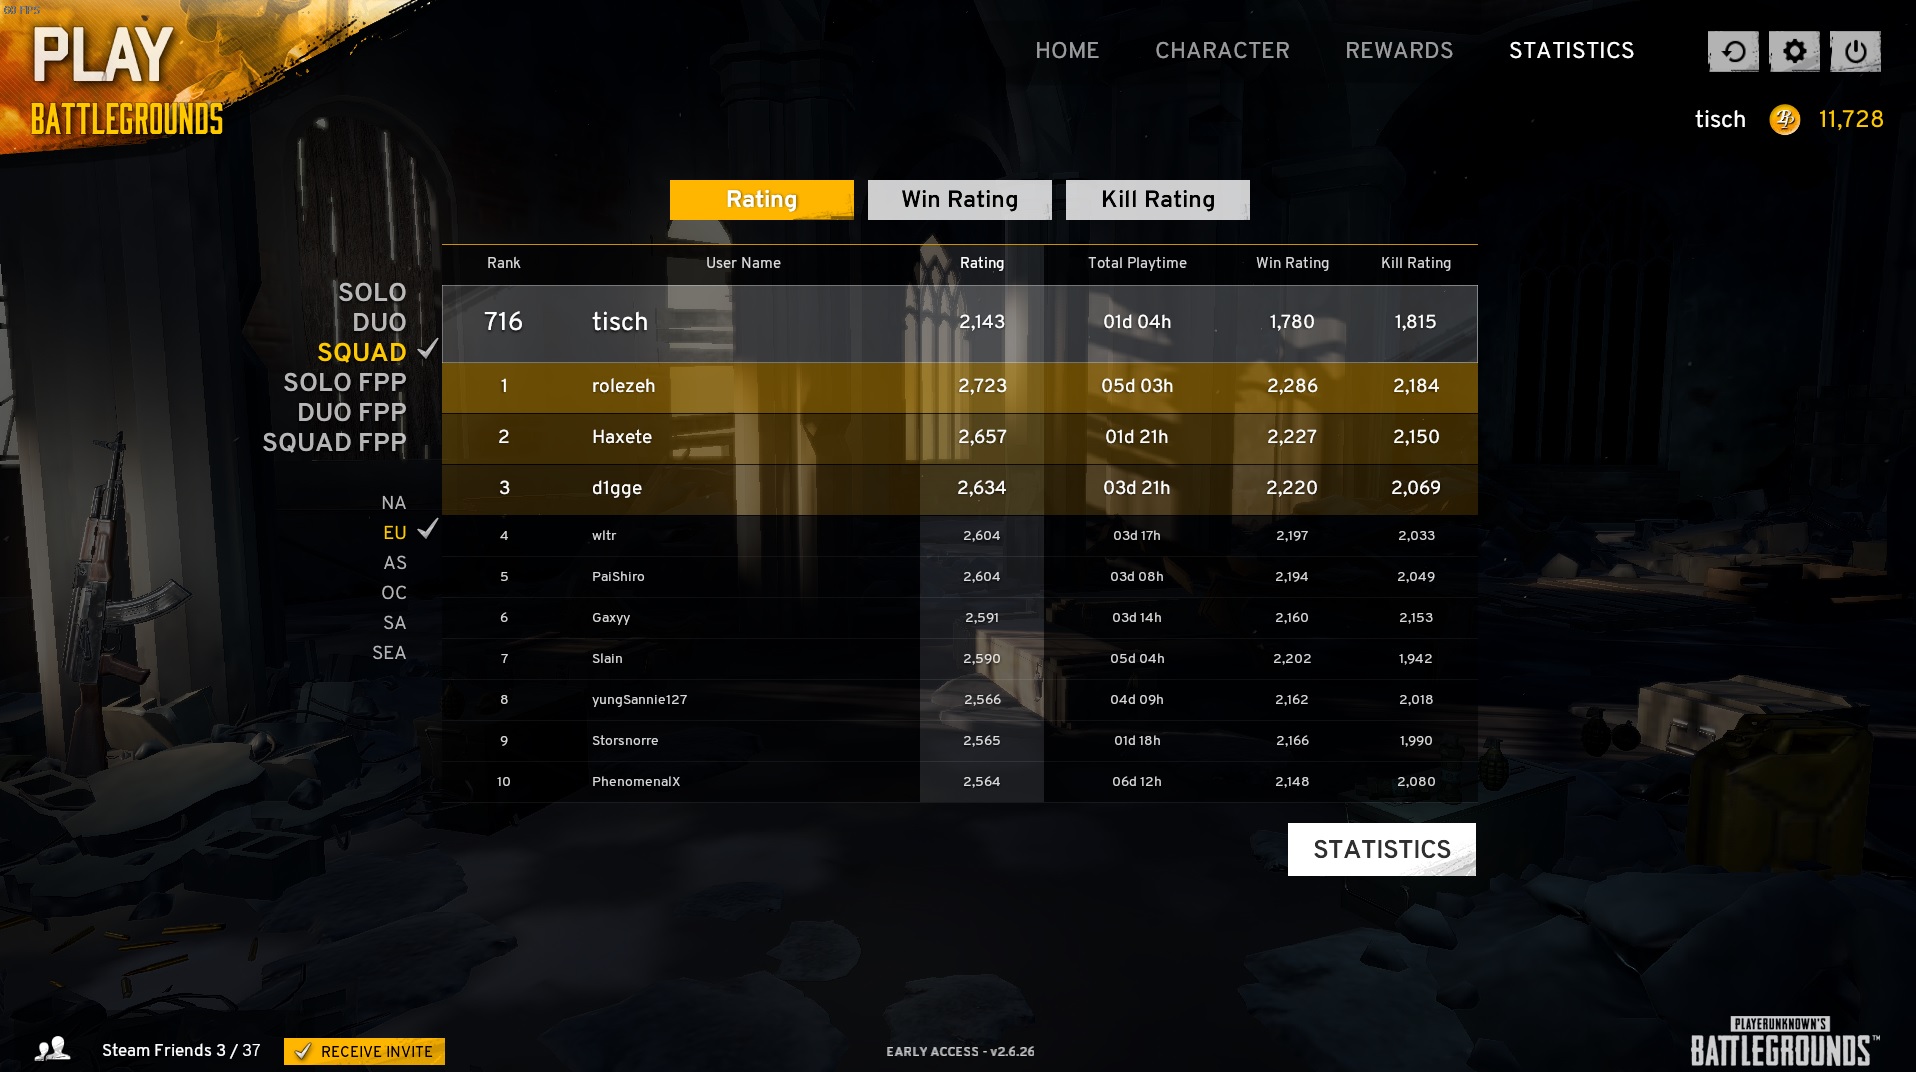 60 FPS
PLAY
BATTLEGROUNDS
HOME CHARACTER REWARDS STATISTICS
tisch 11,728
Rating Win Rating Kill Rating
Rank User Name Rating Total Playtime Win Rating Kill Rating
716 tisch 2,143 01d 04h 1,780 1,815
1 rolezeh 2,723 05d 03h 2,286 2,184
2 Haxete 2,657 01d 21h 2,227 2,150
3 d1gge 2,634 03d 21h 2,220 2,069
4 wltr 2,604 03d 17h 2,197 2,033
5 PaiShiro 2,604 03d 08h 2,194 2,049
6 Gaxyy 2,591 03d 14h 2,160 2,153
7 Slain 2,590 05d 04h 2,202 1,942
8 yungSannie127 2,566 04d 09h 2,162 2,018
9 Storsnorre 2,565 01d 18h 2,166 1,990
10 PhenomenalX 2,564 06d 12h 2,148 2,080
SOLO
DUO
SQUAD
SOLO FPP
DUO FPP
SQUAD FPP
NA
EU
AS
OC
SA
SEA
STATISTICS
Steam Friends 3 / 37 RECEIVE INVITE
EARLY ACCESS - v2.6.26
PLAYERUNKNOWN'S
BATTLEGROUNDS™